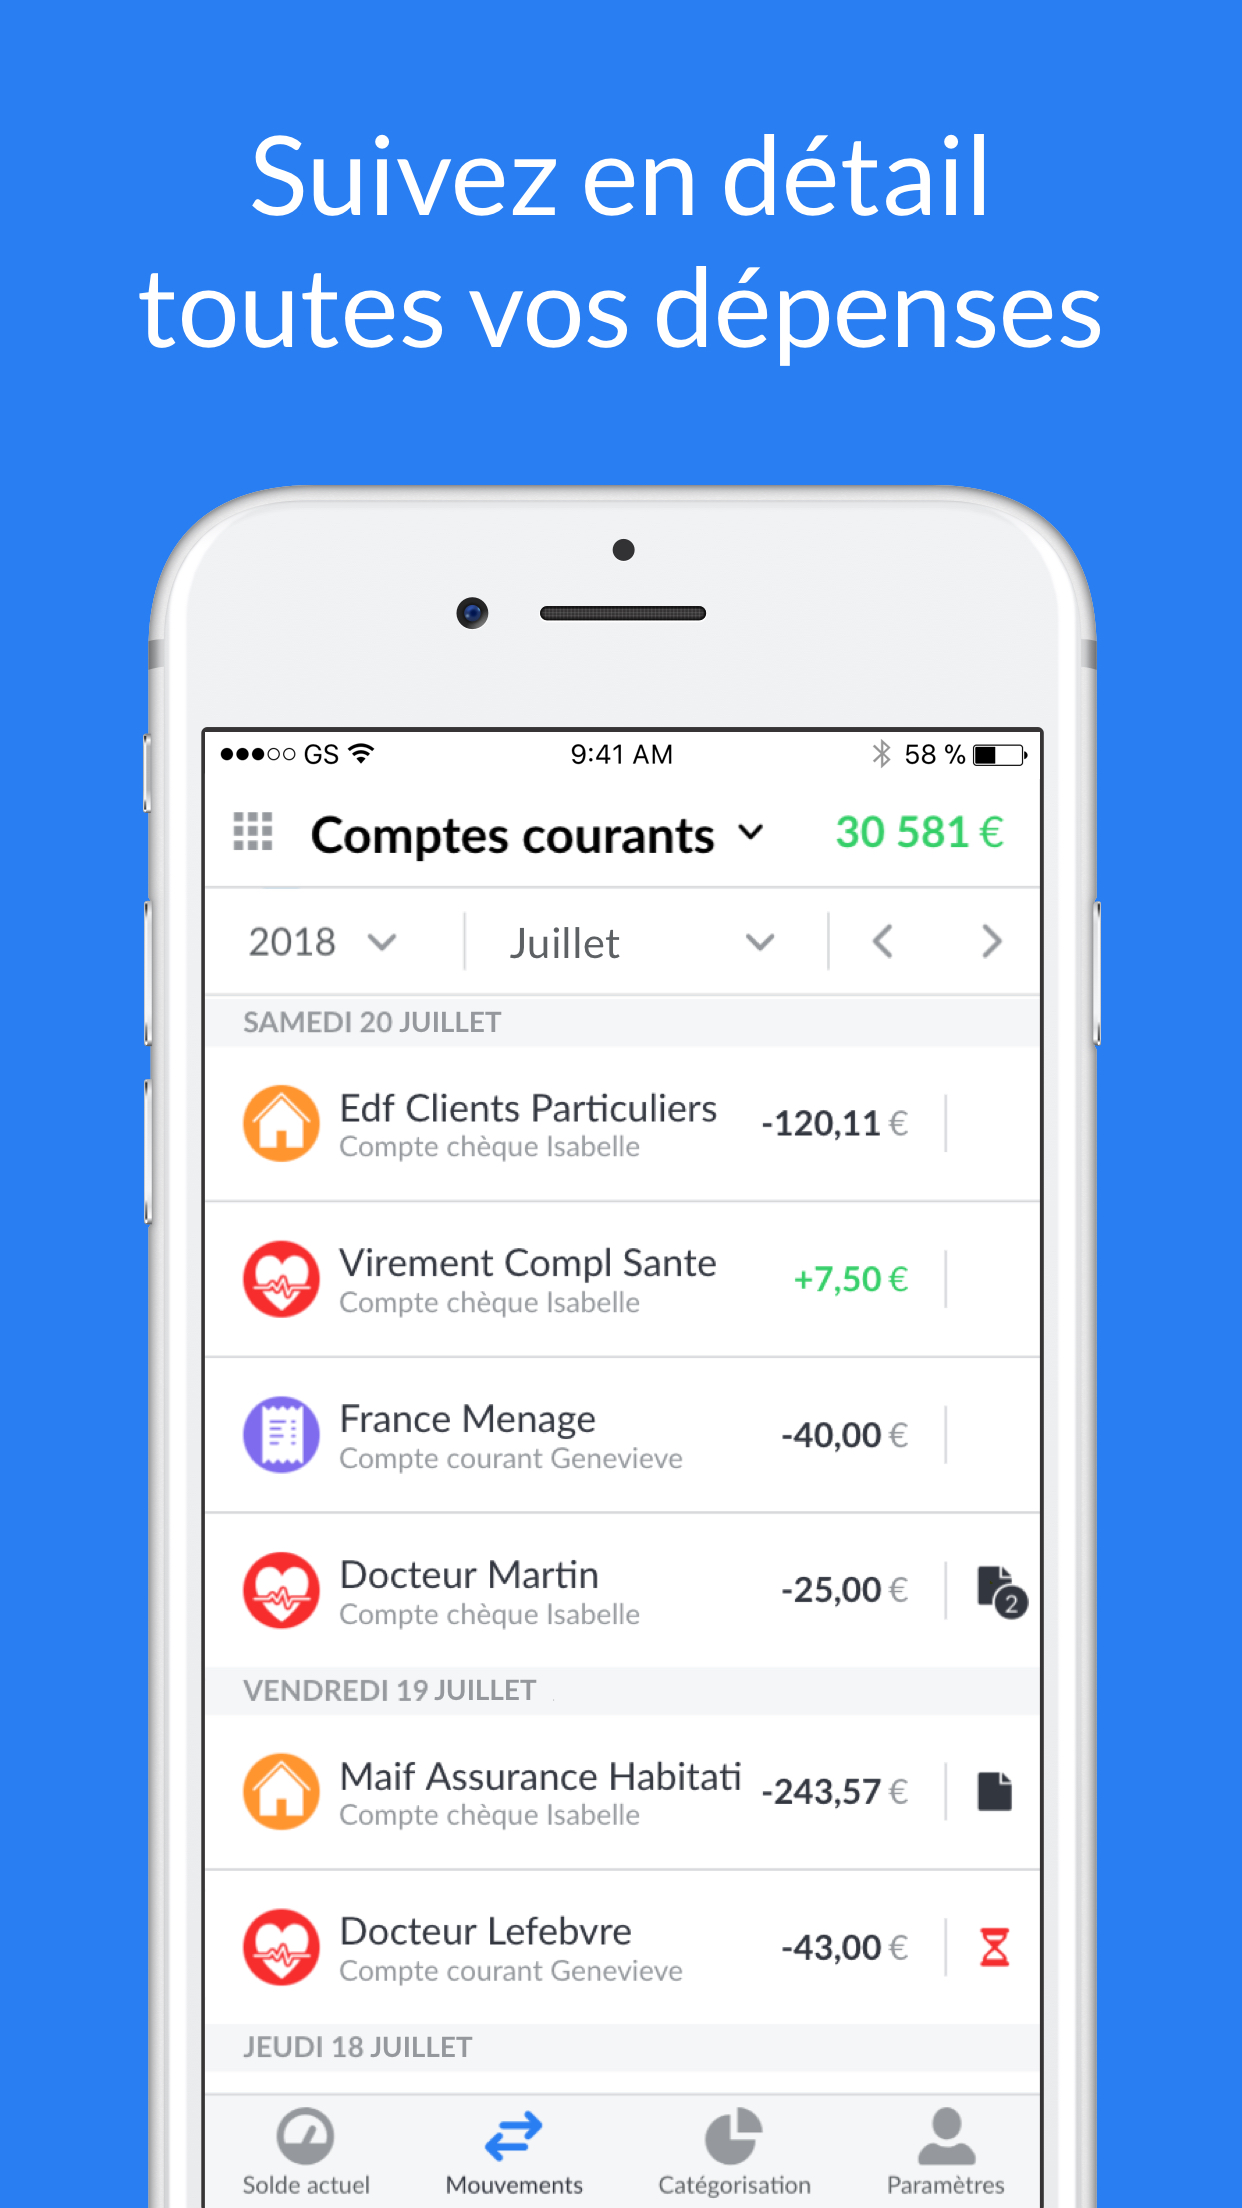 Suivez en détail
toutes vos dépenses
GS 9:41 AM 58 %
Comptes courants 30 581 €
2018 Juillet
SAMEDI 20 JUILLET
Edf Clients Particuliers
Compte chèque Isabelle
-120,11 €
Virement Compl Sante
Compte chèque Isabelle
+7,50 €
France Menage
Compte courant Genevieve
-40,00 €
Docteur Martin
Compte chèque Isabelle
-25,00 €
2
VENDREDI 19 JUILLET
Maif Assurance Habitati
Compte chèque Isabelle
-243,57 €
Docteur Lefebvre
Compte courant Genevieve
-43,00 €
JEUDI 18 JUILLET
Solde actuel Mouvements Catégorisation Paramètres